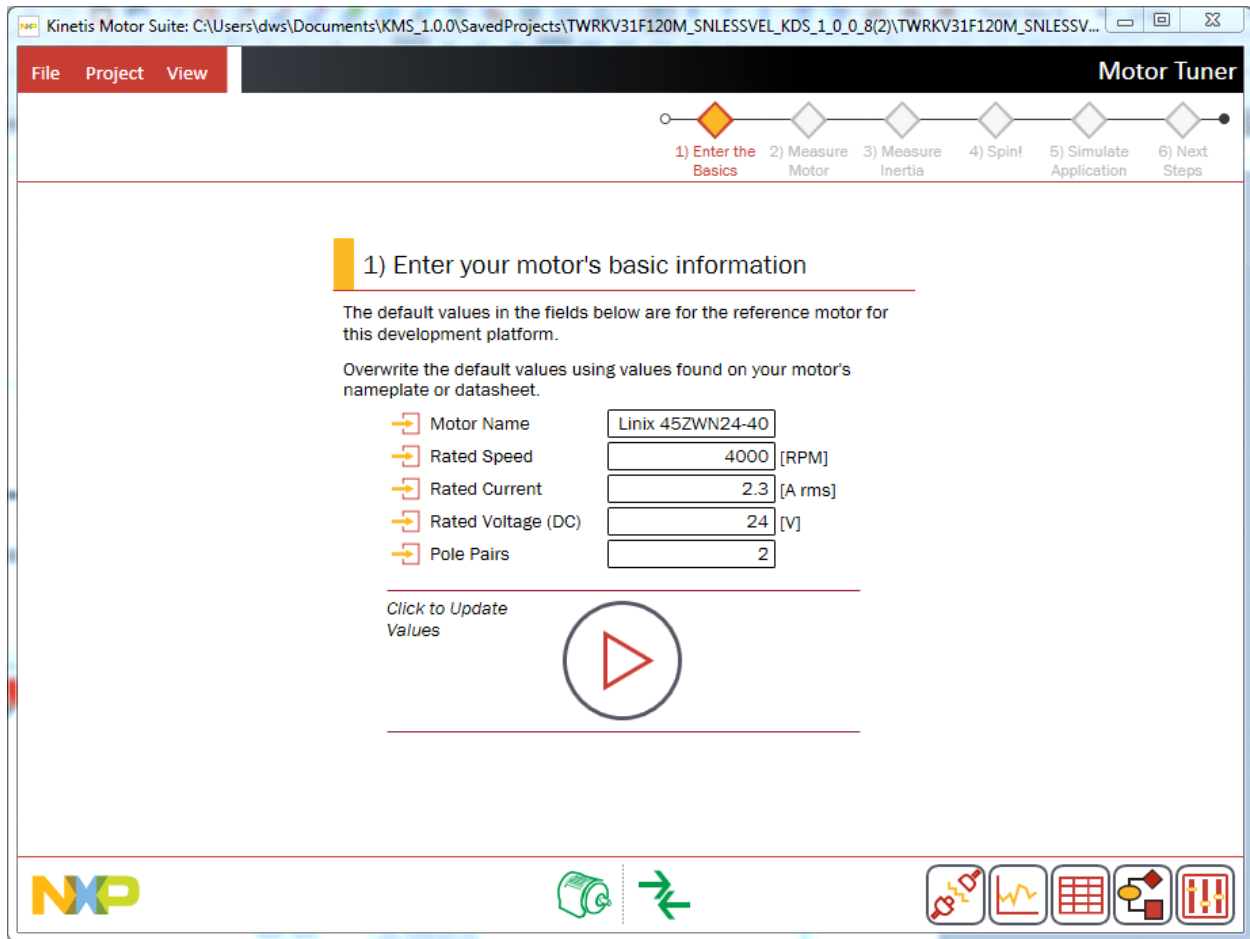 Kinetis Motor Suite: C:\Users\dws\Documents\KMS_1.0.0\SavedProjects\TWRKV31F120M_SNLESSVEL_KDS_1_0_0_8(2)\TWRKV31F120M_SNLESSV...
File Project View
Motor Tuner
1) Enter the Basics
2) Measure Motor
3) Measure Inertia
4) Spin!
5) Simulate Application
6) Next Steps
1) Enter your motor's basic information
The default values in the fields below are for the reference motor for
this development platform.
Overwrite the default values using values found on your motor's
nameplate or datasheet.
Motor Name Linix 45ZWN24-40
Rated Speed 4000 [RPM]
Rated Current 2.3 [A rms]
Rated Voltage (DC) 24 [V]
Pole Pairs 2
Click to Update
Values
NXP